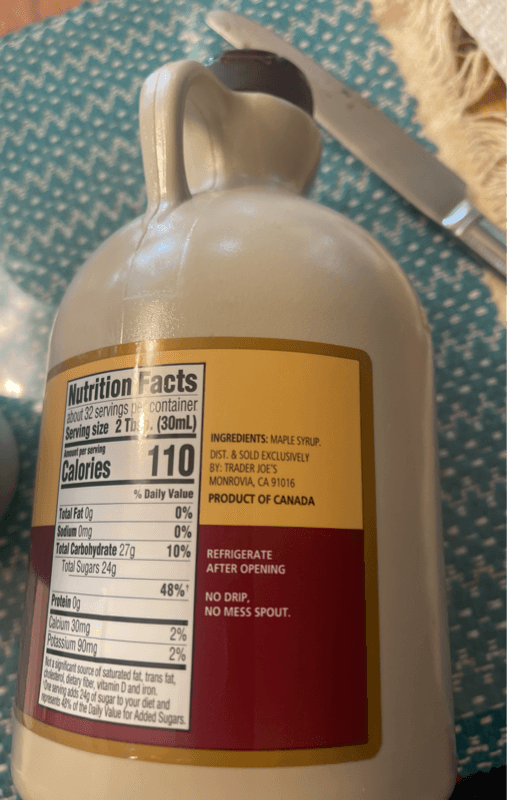 Nutrition Facts
about 32 servings per container
Serving size 2 Tbsp. (30mL)
Amount per serving
Calories 110
% Daily Value
Total Fat 0g 0%
Sodium 0mg 0%
Total Carbohydrate 27g 10%
Total Sugars 24g
48%†
Protein 0g
Calcium 30mg 2%
Potassium 90mg 2%
Not a significant source of saturated fat, trans fat,
cholesterol, dietary fiber, vitamin D and iron.
†One serving adds 24g of sugar to your diet and
represents 48% of the Daily Value for Added Sugars.
INGREDIENTS: MAPLE SYRUP.
DIST. & SOLD EXCLUSIVELY
BY: TRADER JOE'S
MONROVIA, CA 91016
PRODUCT OF CANADA
REFRIGERATE
AFTER OPENING
NO DRIP,
NO MESS SPOUT.